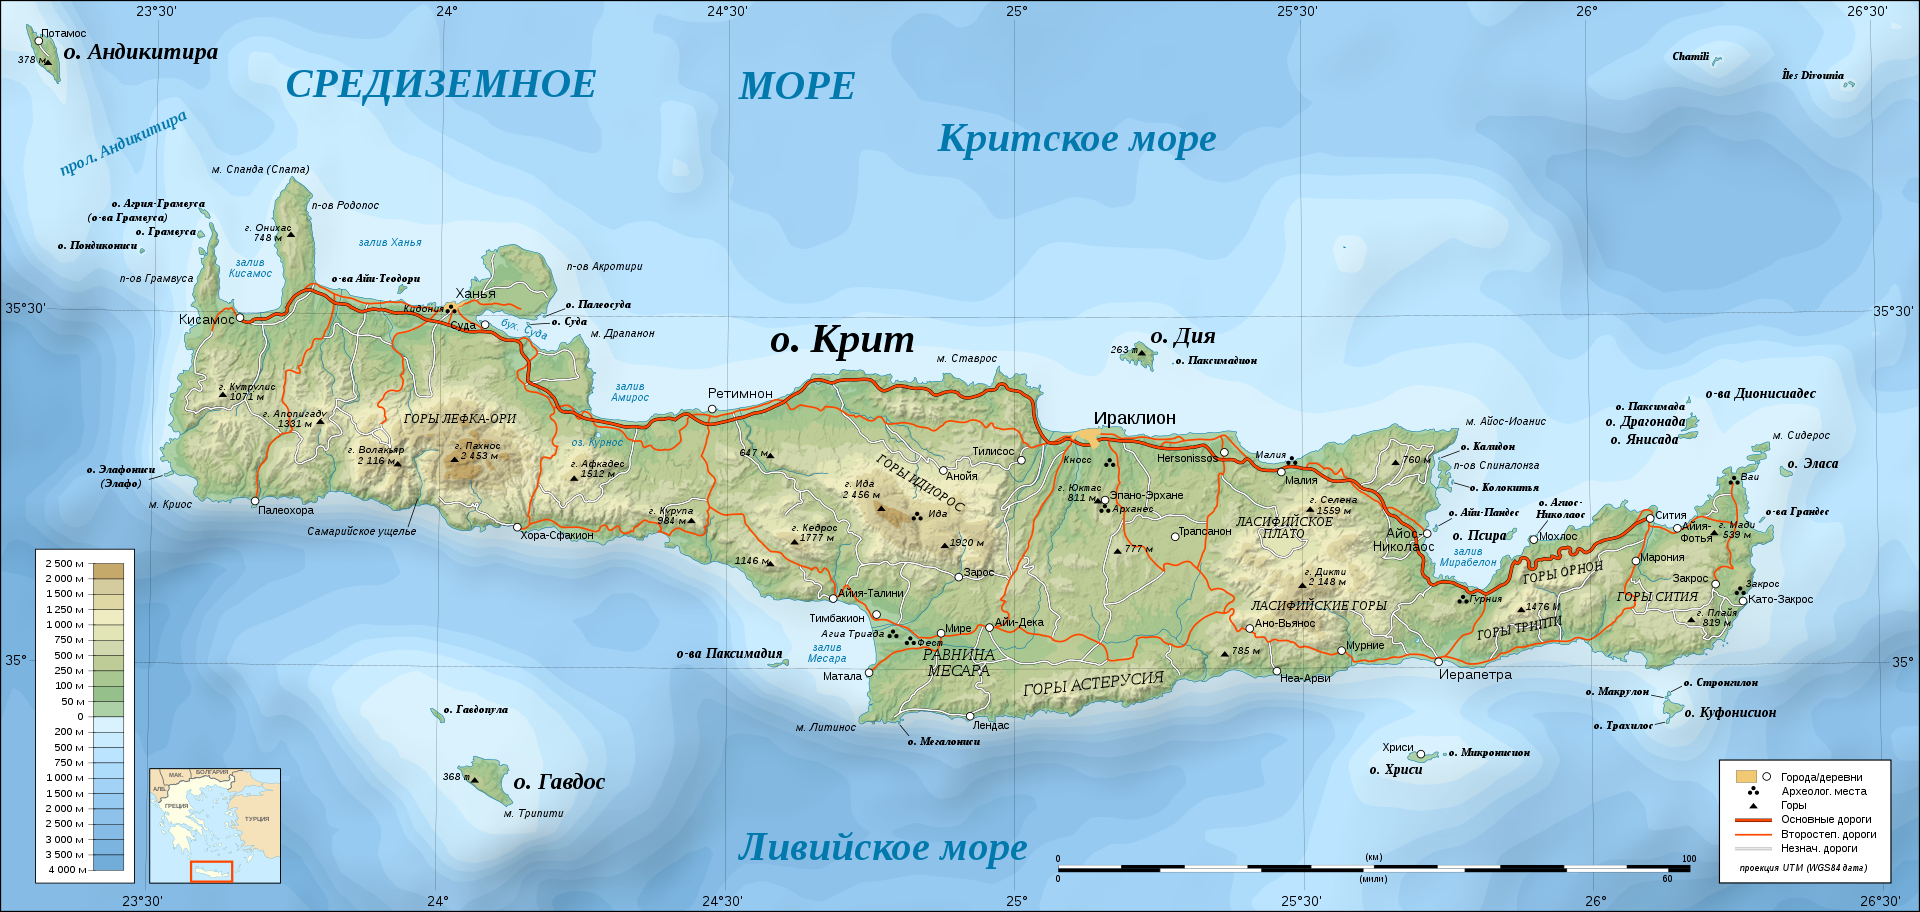 23°30'
24°
24°30'
25°
25°30'
26°
26°30'
Потамос
378 м
о. Андикитира
СРЕДИЗЕМНОЕ
МОРЕ
Критское море
Chamili
Îles Divounia
прол. Андикитира
м. Спанда (Спата)
о. Агрия-Грамвуса
(о-ва Грамвуса)
о. Грамвуса
о. Пондикониси
п-ов Родопос
г. Онихас
748 м
залив Ханья
залив
Кисамос
п-ов Грамвуса
о-ва Айи-Теодори
п-ов Акротири
Ханья
Кидония
о. Палеосуда
Суда
бух. Суда
о. Суда
м. Драпанон
35°30'
Кисамос
35°30'
о. Крит
м. Ставрос
о. Дия
263 m
о. Паксимадион
г. Кутрулис
1071 м
г. Апопигаду
1331 м
ГОРЫ ЛЕФКА-ОРИ
залив
Амирос
Ретимнон
оз. Курнос
г. Волакьяр
2 116 м
г. Пахнос
2 453 м
г. Афкадес
1512 м
647 м
Ираклион
Тилисос
Кносс
Hersonissos
Малия
Малия
м. Айос-Иоанис
о. Калидон
п-ов Спиналонга
о. Колокитья
760 м
о-ва Дионисиадес
о. Паксимада
о. Драгонада
о. Янисада
м. Сидерос
о. Эласа
Ваи
о-ва Грандес
о. Элафониси
(Элафо)
м. Криос
Палеохора
Самарийское ущелье
Хора-Сфакион
г. Курупа
984 м
ГОРЫ ИДИОРОС
Анойя
г. Ида
2 456 м
Ида
г. Кедрос
1777 м
1920 м
1146 м
Зарос
г. Юктас
811 м
Эпано-Эрхане
Арханес
Трапсанон
777 м
г. Селена
1559 м
ЛАСИФИЙСКОЕ
ПЛАТО
Айос-
Николаос
о. Айи-Пандес
о. Псира
залив
Мирабелон
о. Агиос-
Николаос
Мохлос
Сития
Айия-
Фотья
г. Мади
539 м
г. Дикти
2 148 м
ЛАСИФИЙСКИЕ ГОРЫ
Гурния
ГОРЫ ОРНОН
Марония
Закрос
Закрос
Като-Закрос
ГОРЫ СИТИЯ
1476 М
ГОРЫ ТРИПТИ
г. Плайя
819 м
Айия-Талини
Тимбакион
Агиа Триада
Фест
Мире
Айи-Дека
залив
Месара
РАВНИНА
МЕСАРА
Матала
о-ва Паксимадия
35°
35°
ГОРЫ АСТЕРУСИЯ
Ано-Вьянос
785 м
Мурние
Неа-Арви
Иерапетра
м. Литинос
о. Мегалониси
Лендас
о. Гавдопула
368 m
о. Гавдос
м. Трипити
о. Макрулон
о. Стронгилон
о. Куфонисион
о. Трахилос
Хриси
о. Хриси
о. Микронисион
Ливийское море
2 500 м
2 000 м
1 500 м
1 250 м
1 000 м
750 м
500 м
250 м
100 м
50 м
0
200 м
500 м
750 м
1 000 м
1 500 м
2 000 м
2 500 м
3 000 м
3 500 м
4 000 м
МАК.
БОЛГАРИЯ
АЛБ.
ГРЕЦИЯ
ТУРЦИЯ
0
(км)
100
0
(мили)
60
Города/деревни
Археолог. места
Горы
Основные дороги
Второстеп. дороги
Незнач. дороги
проекция UTM (WGS84 дата)
23°30'
24°
24°30'
25°
25°30'
26°
26°30'